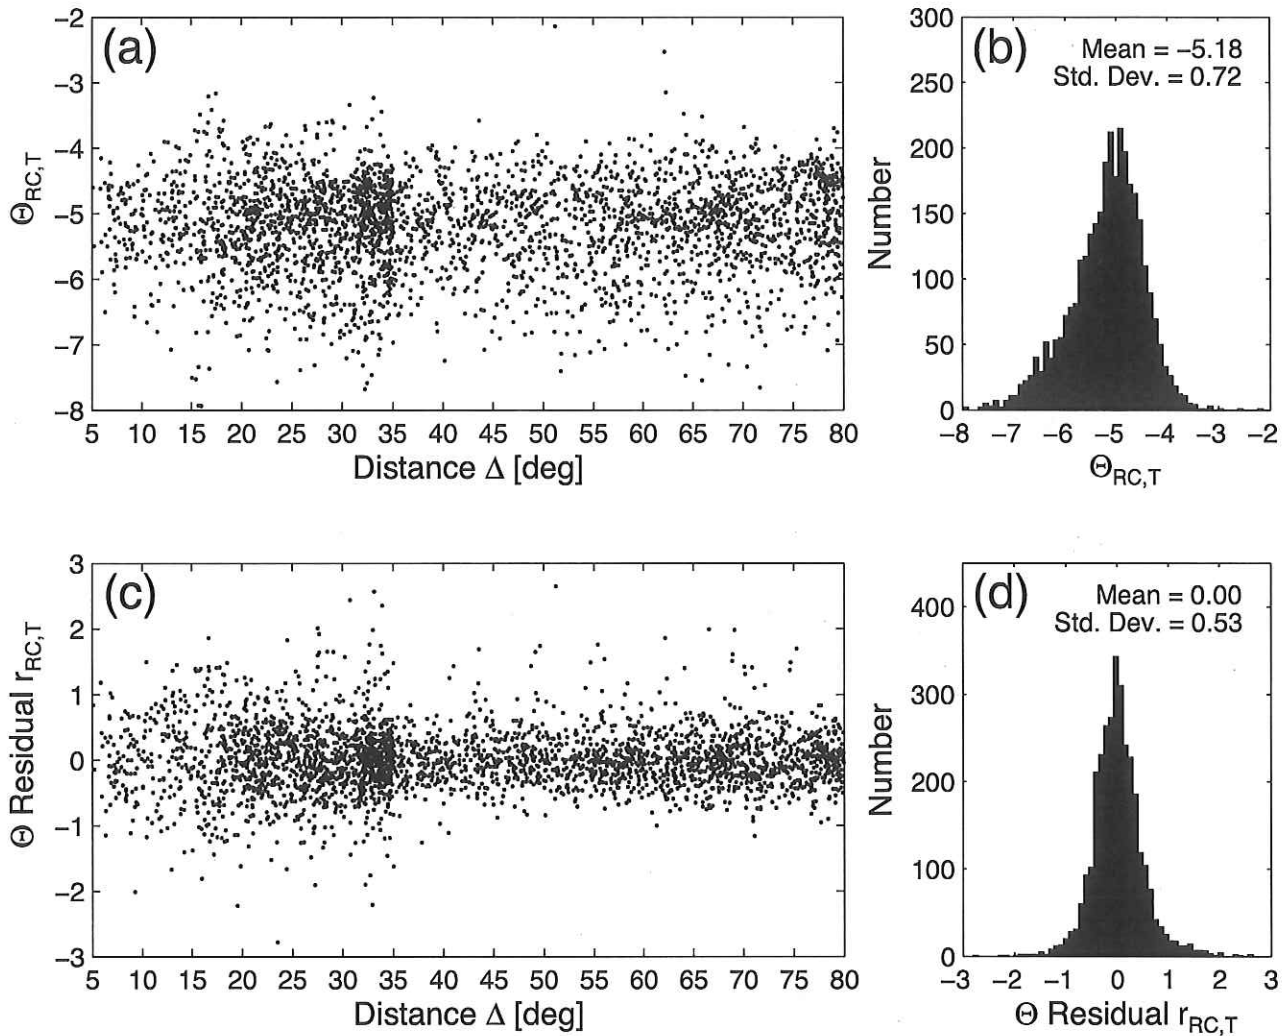 (a)
−2
−3
−4
−5
−6
−7
−8
Θ_RC,T
5 10 15 20 25 30 35 40 45 50 55 60 65 70 75 80
Distance Δ [deg]
(b)
Mean = −5.18
Std. Dev. = 0.72
300
250
200
150
100
50
0
Number
−8 −7 −6 −5 −4 −3 −2
Θ_RC,T
(c)
3
2
1
0
−1
−2
−3
Θ Residual r_RC,T
5 10 15 20 25 30 35 40 45 50 55 60 65 70 75 80
Distance Δ [deg]
(d)
Mean = 0.00
Std. Dev. = 0.53
400
300
200
100
0
Number
−3 −2 −1 0 1 2 3
Θ Residual r_RC,T